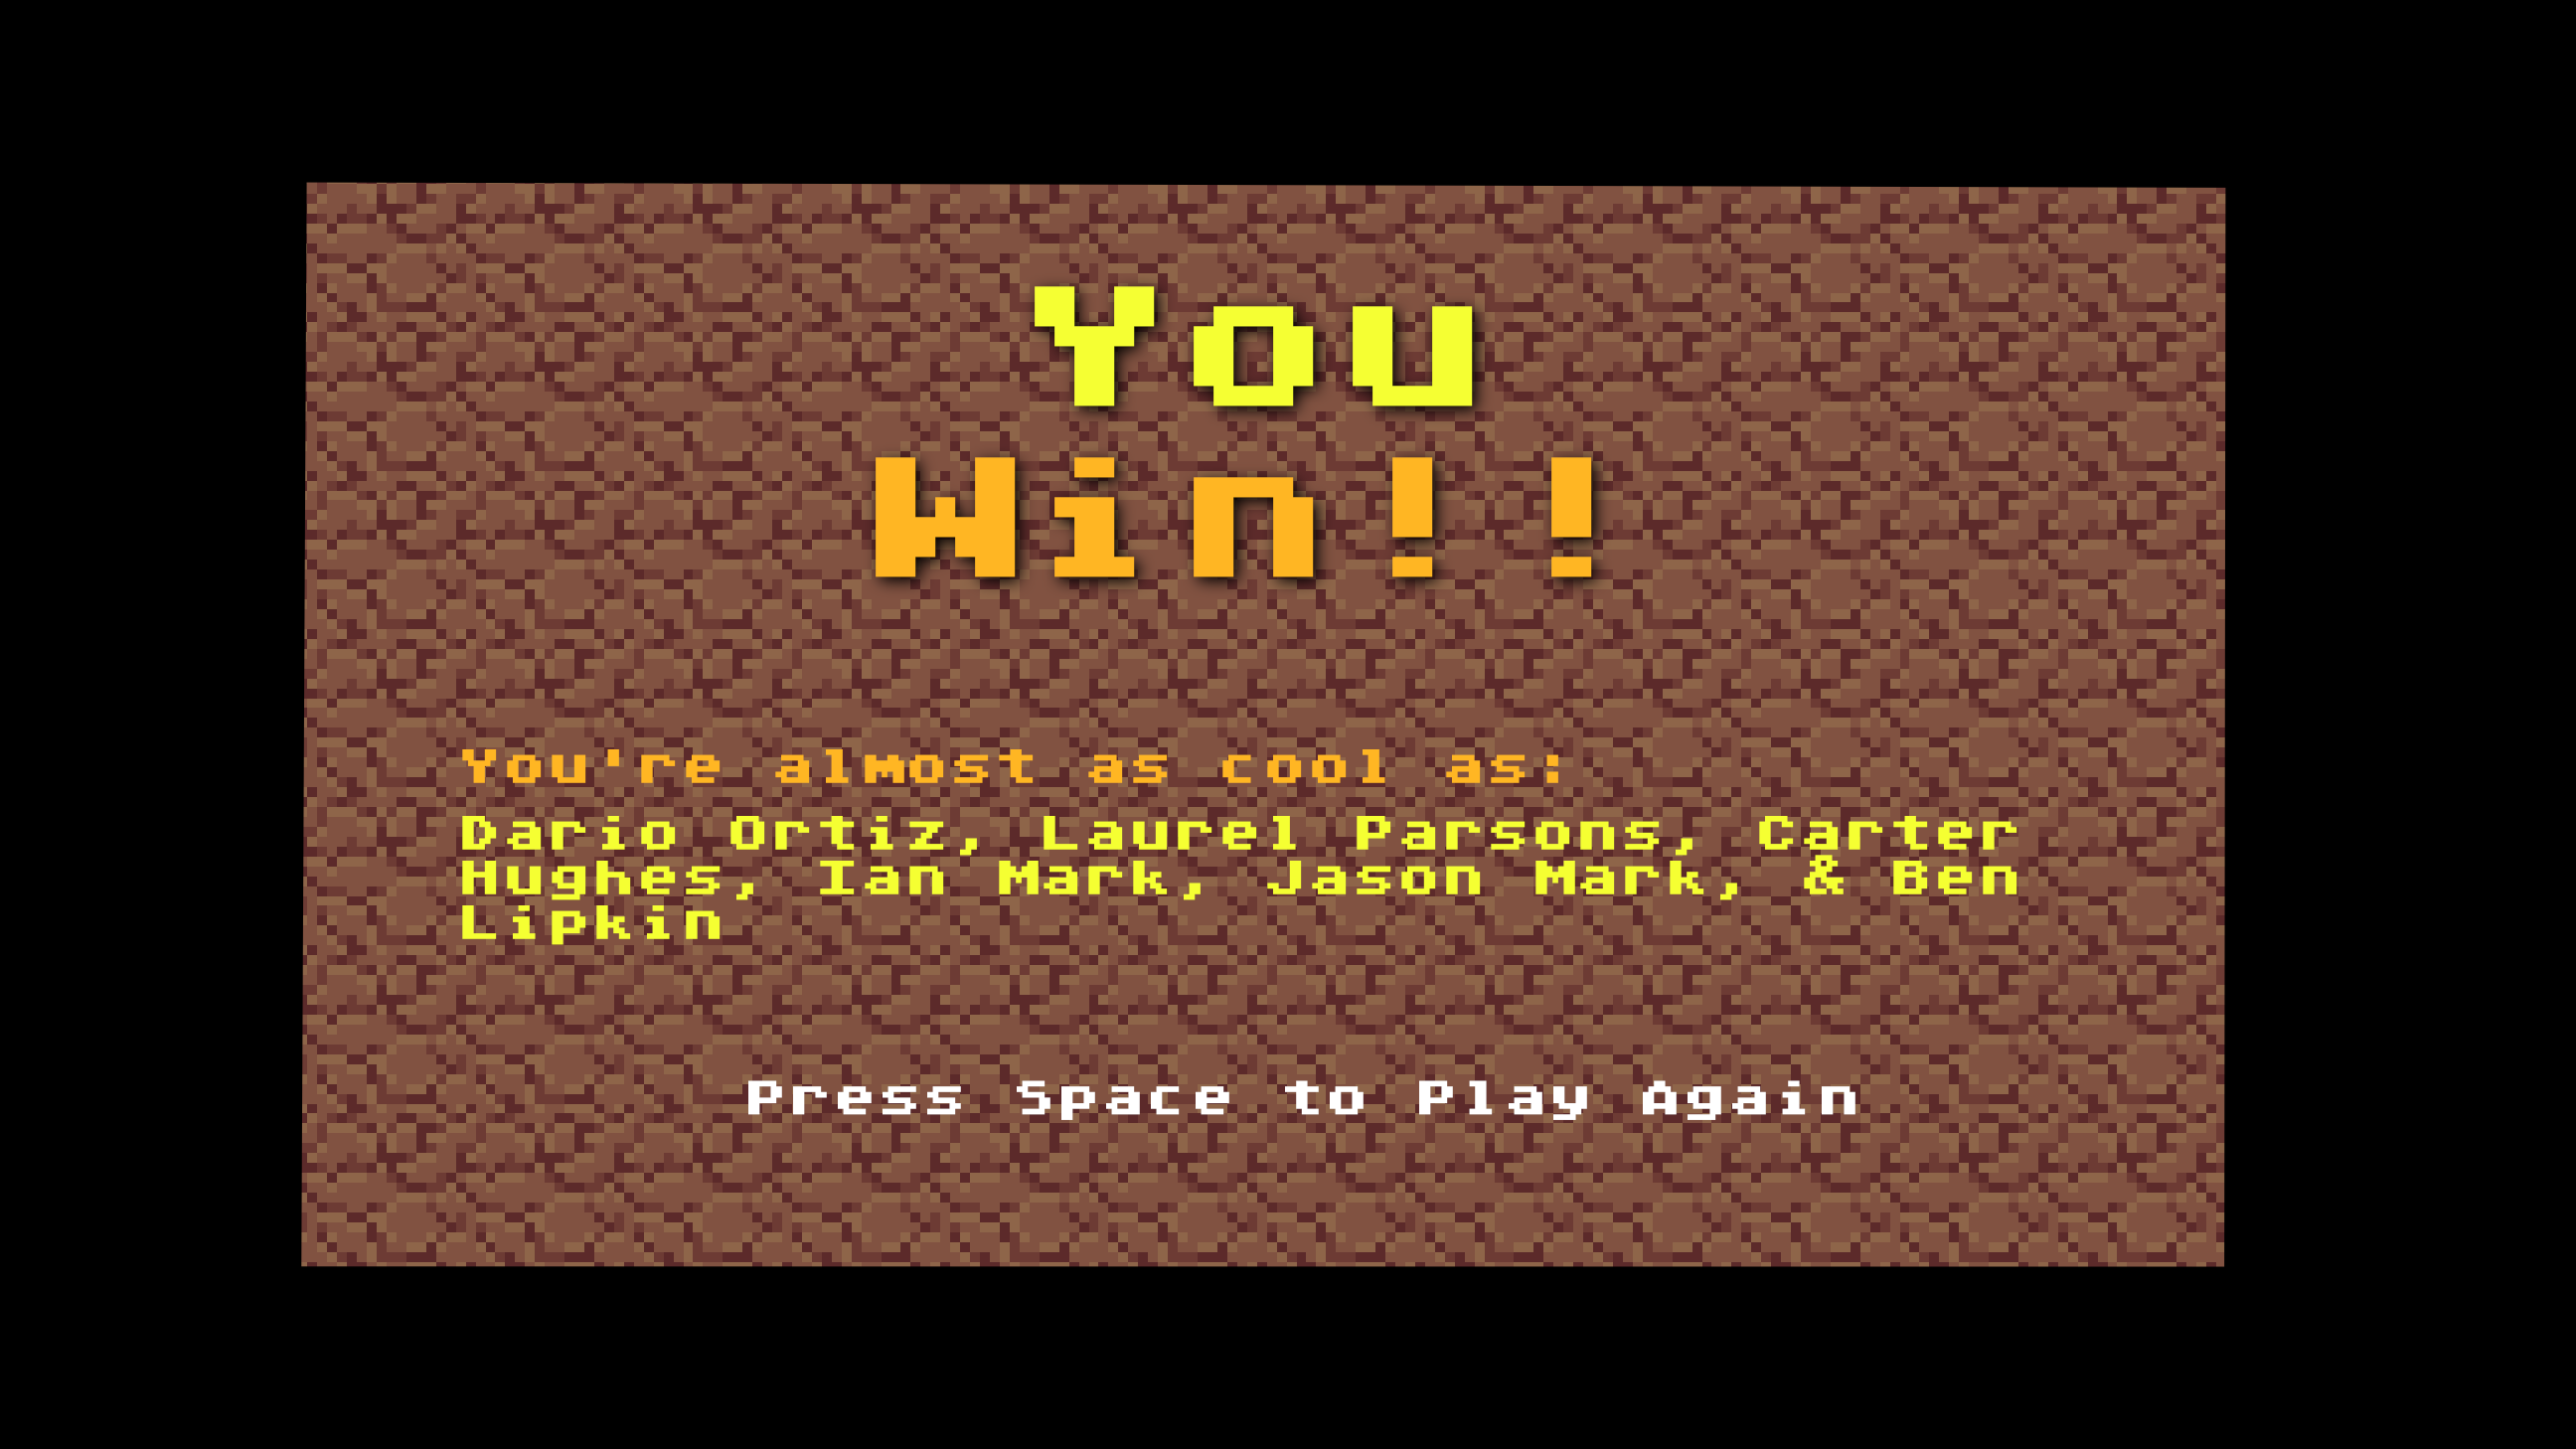 You
Win!!
You're almost as cool as:
Dario Ortiz, Laurel Parsons, Carter
Hughes, Ian Mark, Jason Mark, & Ben
Lipkin
Press Space to Play Again